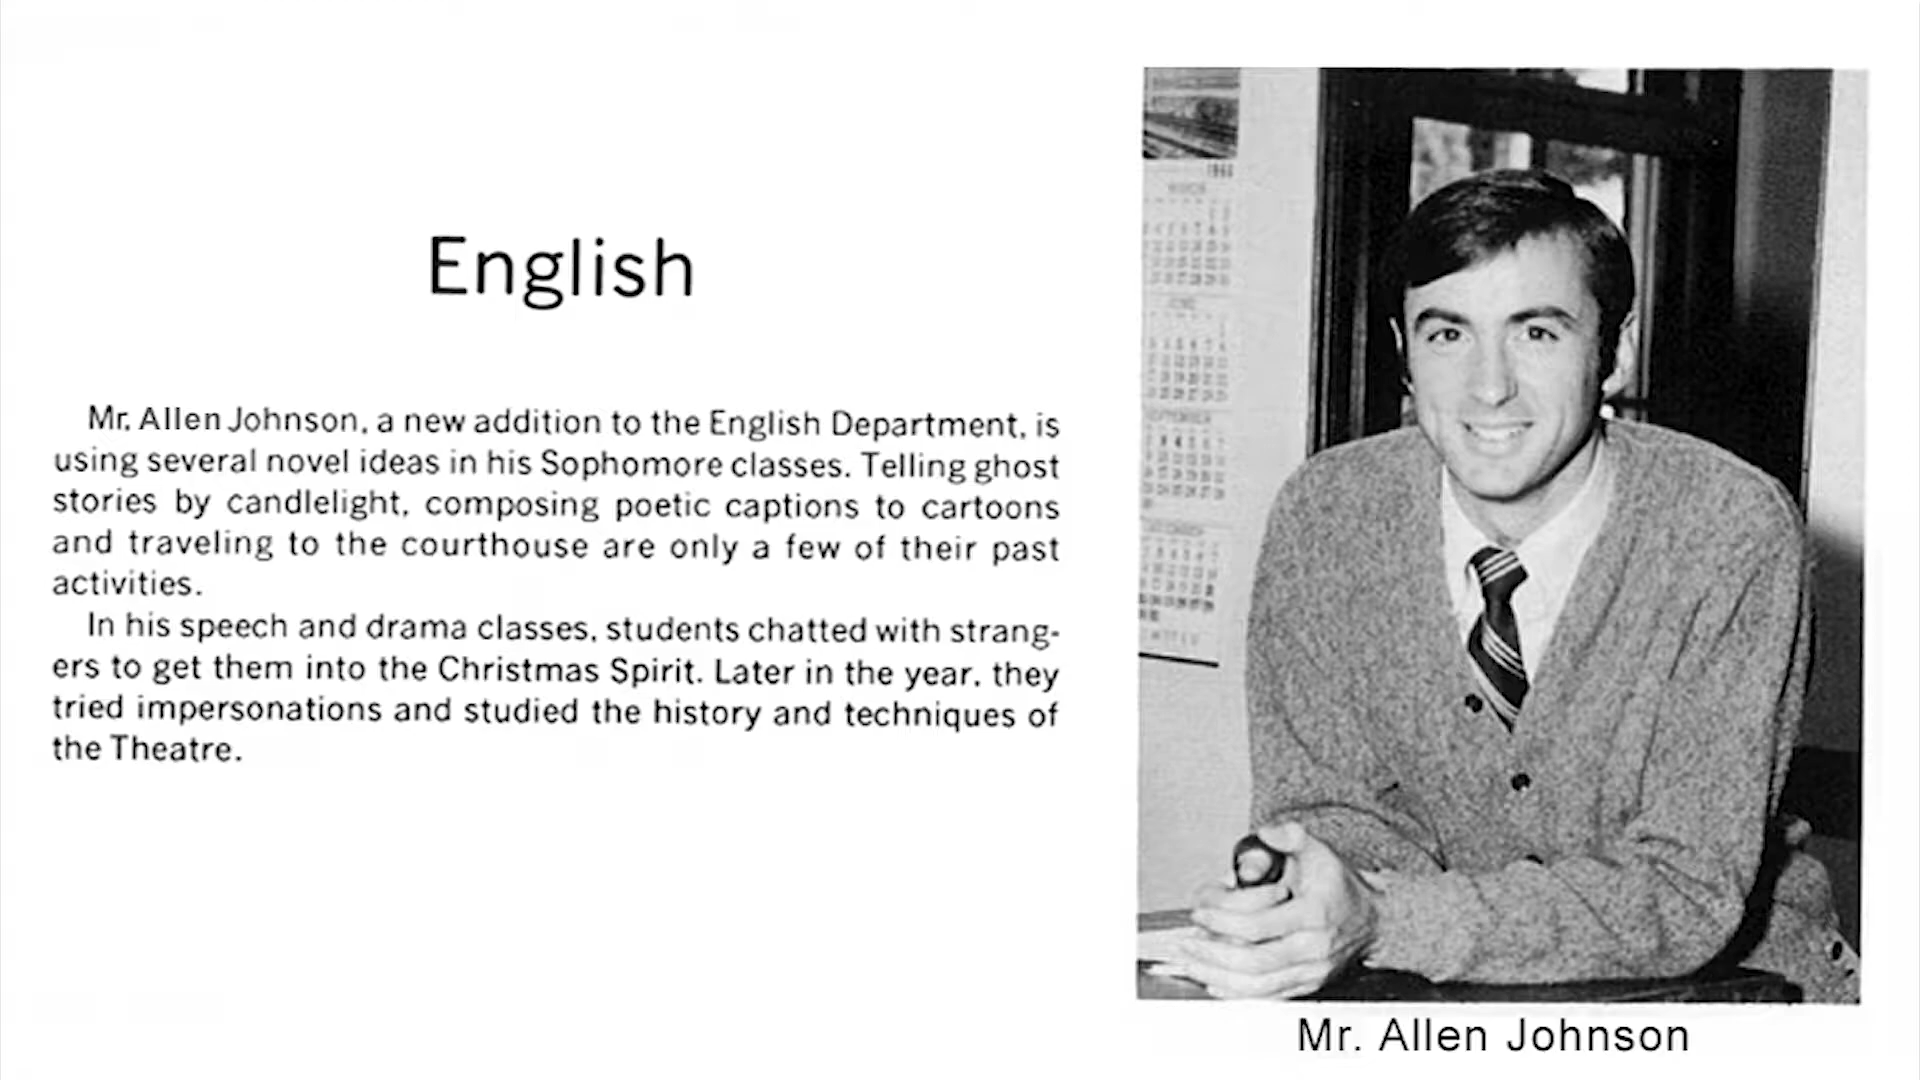 English
Mr. Allen Johnson, a new addition to the English Department, is
using several novel ideas in his Sophomore classes. Telling ghost
stories by candlelight, composing poetic captions to cartoons
and traveling to the courthouse are only a few of their past
activities.
In his speech and drama classes, students chatted with strang-
ers to get them into the Christmas Spirit. Later in the year, they
tried impersonations and studied the history and techniques of
the Theatre.
MARCH
JUNE
SEPTEMBER
DECEMBER
Mr. Allen Johnson